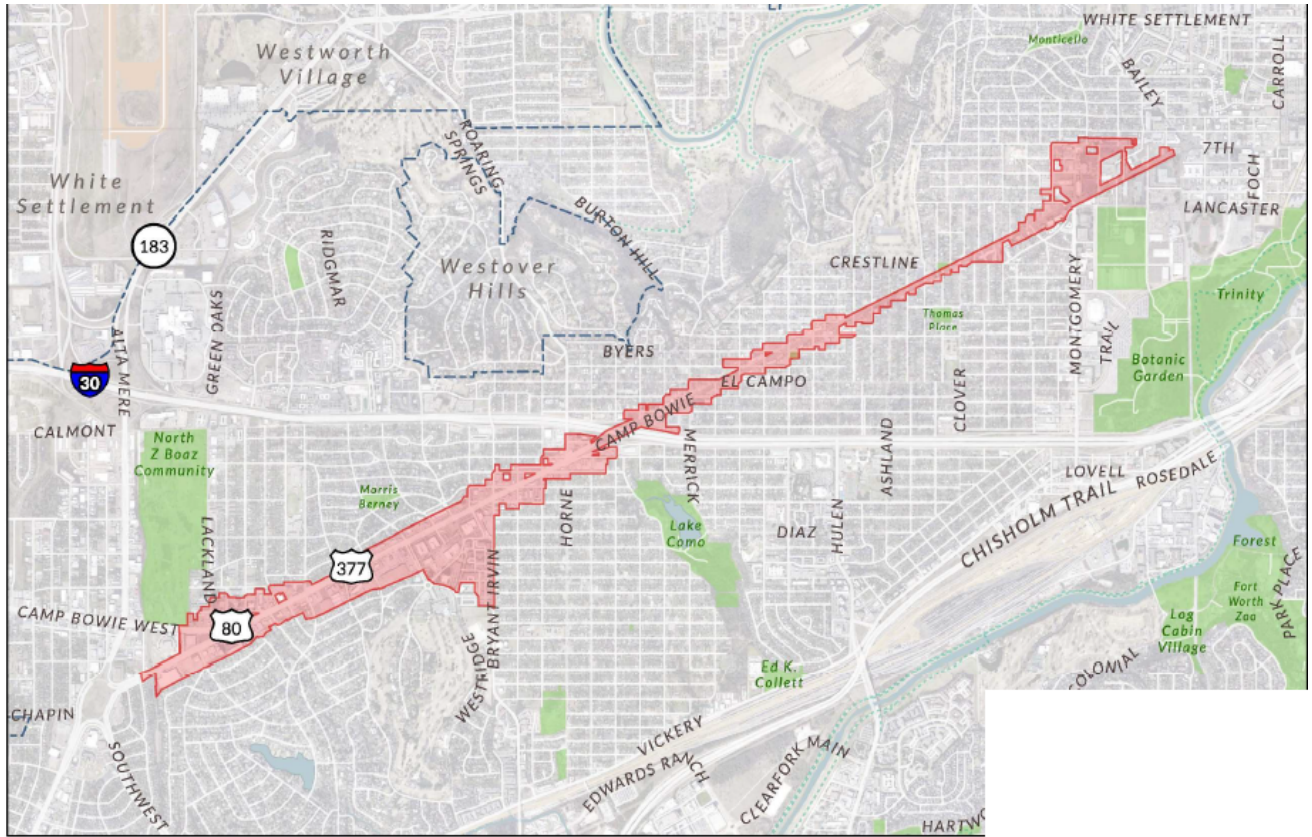 WHITE SETTLEMENT
Monticello
Westworth
Village
BAILEY
CARROLL
ROARING
SPRINGS
7TH
FOCH
White
Settlement
LANCASTER
BURTON HILL
183
RIDGMAR
Westover
Hills
CRESTLINE
MONTGOMERY
Trinity
Thomas
Place
TRAIL
GREEN OAKS
ALTA MERE
BYERS
Botanic
Garden
30
EL CAMPO
CLOVER
CAMP BOWIE
CALMONT
North
Z Boaz
Community
MERRICK
ASHLAND
LOVELL
ROSEDALE
Morris
Berney
HORNE
CHISHOLM TRAIL
LACKLAND
Lake
Como
DIAZ
HULEN
Forest
377
PARK PLACE
Fort
Worth
Zoo
CAMP BOWIE WEST
80
BRYANT IRVIN
Log
Cabin
Village
WESTRIDGE
Ed K.
Collett
COLONIAL
CHAPIN
VICKERY
SOUTHWEST
EDWARDS RANCH
CLEARFORK MAIN